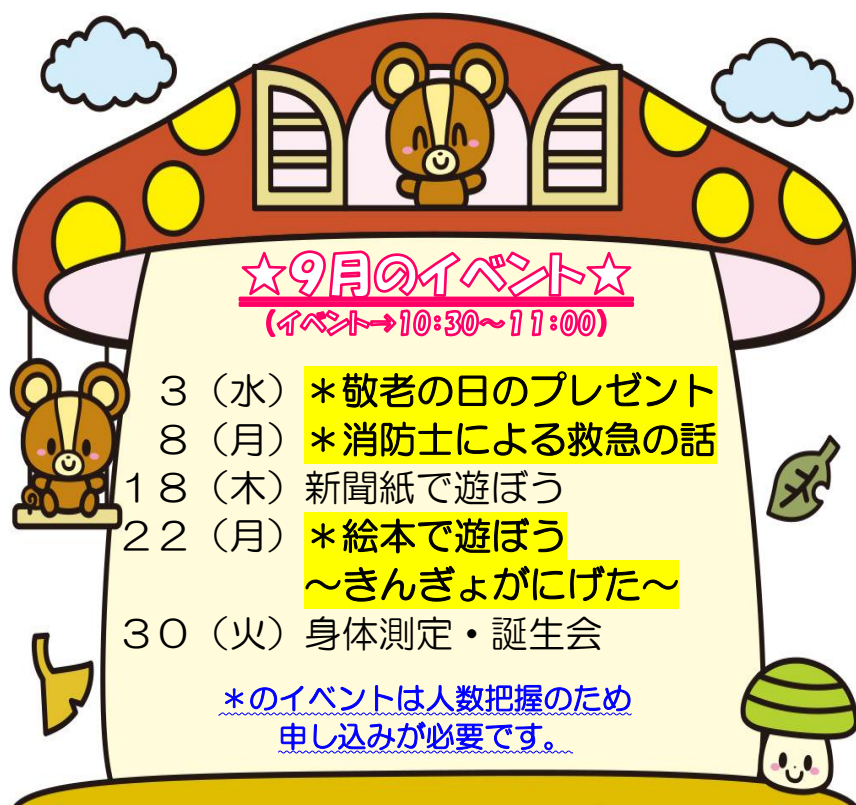 ☆9月のイベント☆
(イベント→10:30～11:00)
3（水）＊敬老の日のプレゼント
8（月）＊消防士による救急の話
18（木）新聞紙で遊ぼう
22（月）＊絵本で遊ぼう
～きんぎょがにげた～
30（火）身体測定・誕生会
＊のイベントは人数把握のため
申し込みが必要です。